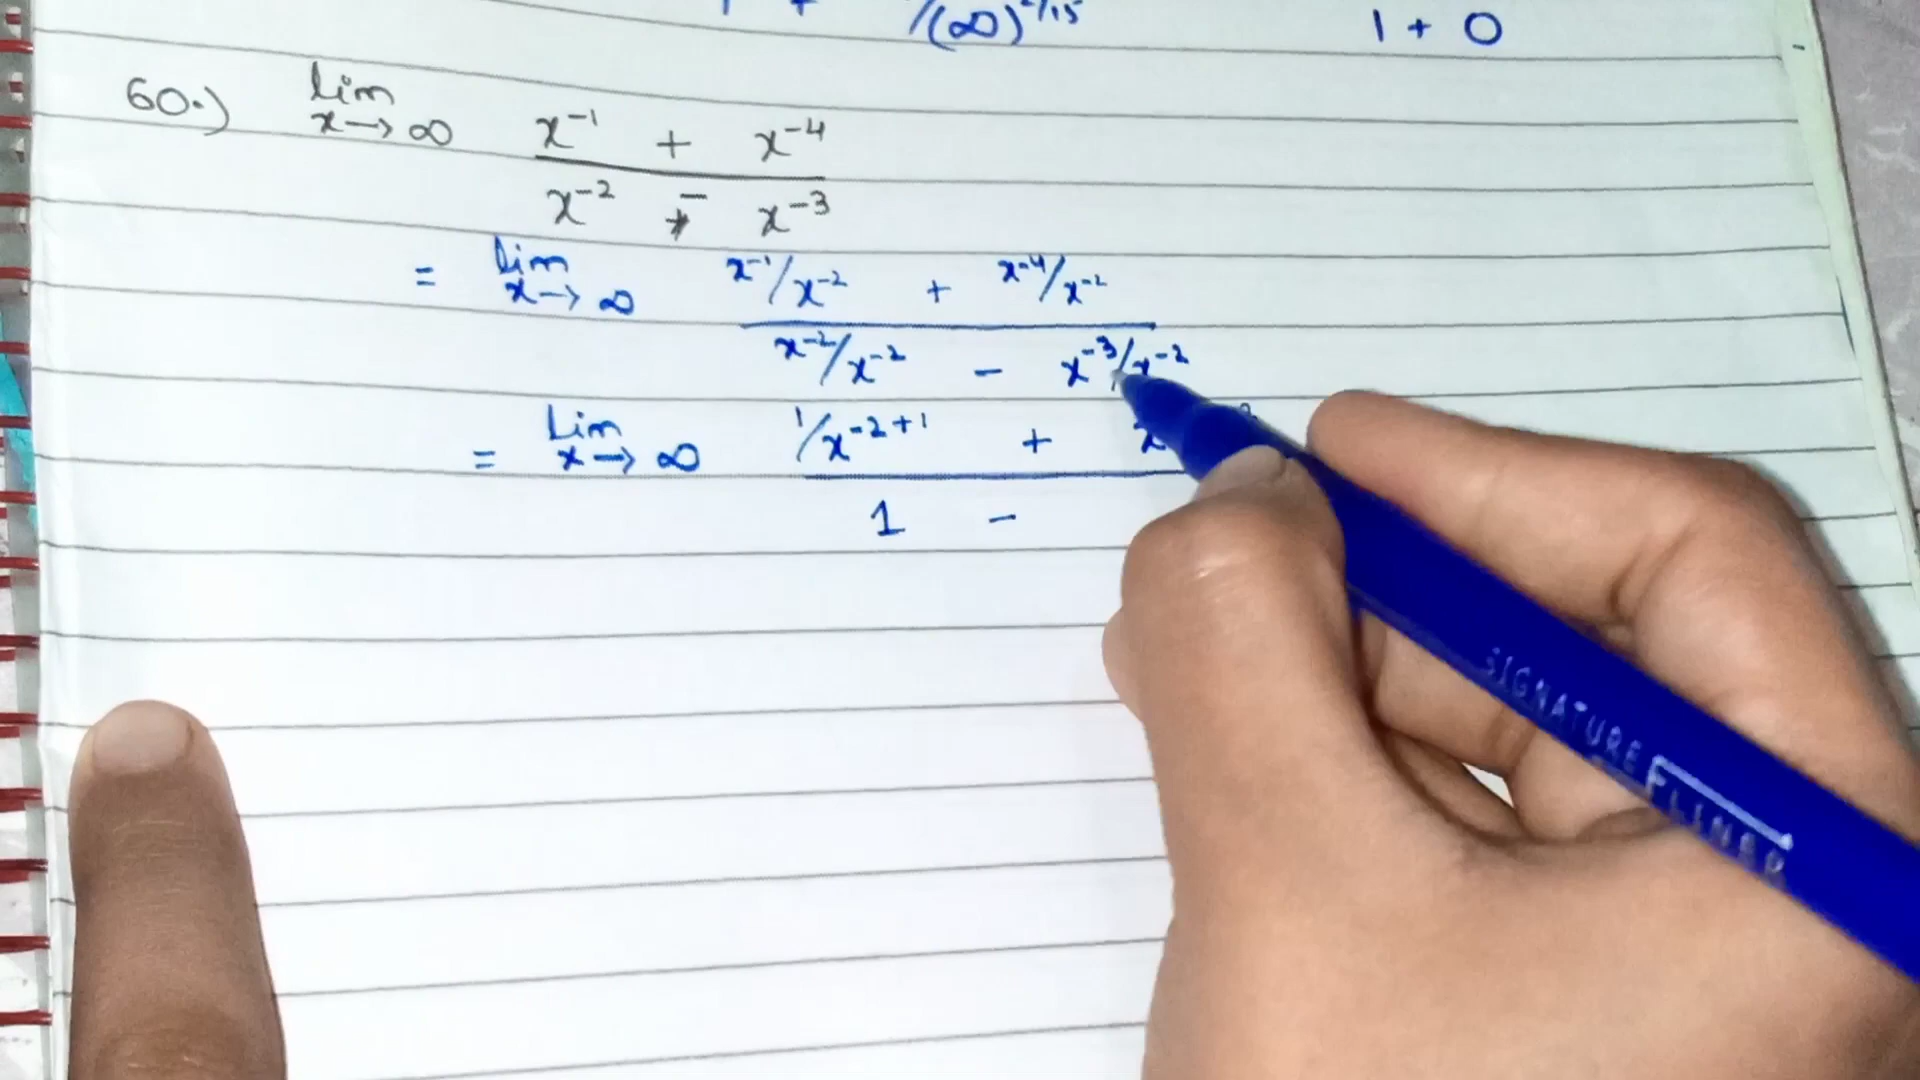 1 + /(∞)^2/15 1 + 0
60.) lim x→∞ x^-1 + x^-4
x^-2 - x^-3
= lim x→∞ x^-1/x^-2 + x^-4/x^-2
x^-2/x^-2 - x^-3/x^-2
= Lim x→∞ 1/x^-2+1 + x
1 -
SIGNATURE
FLINER